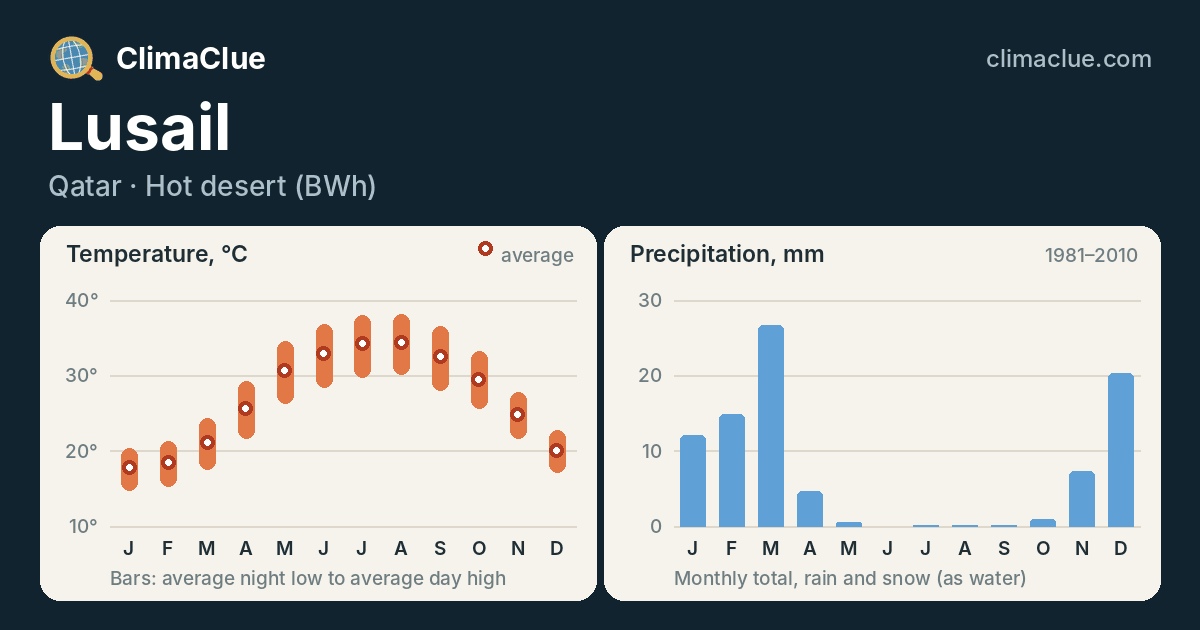 ClimaClue
climaclue.com
Lusail
Qatar · Hot desert (BWh)
Temperature, °C
average
40°
30°
20°
10°
J F M A M J J A S O N D
Bars: average night low to average day high
Precipitation, mm
1981–2010
30
20
10
0
J F M A M J J A S O N D
Monthly total, rain and snow (as water)